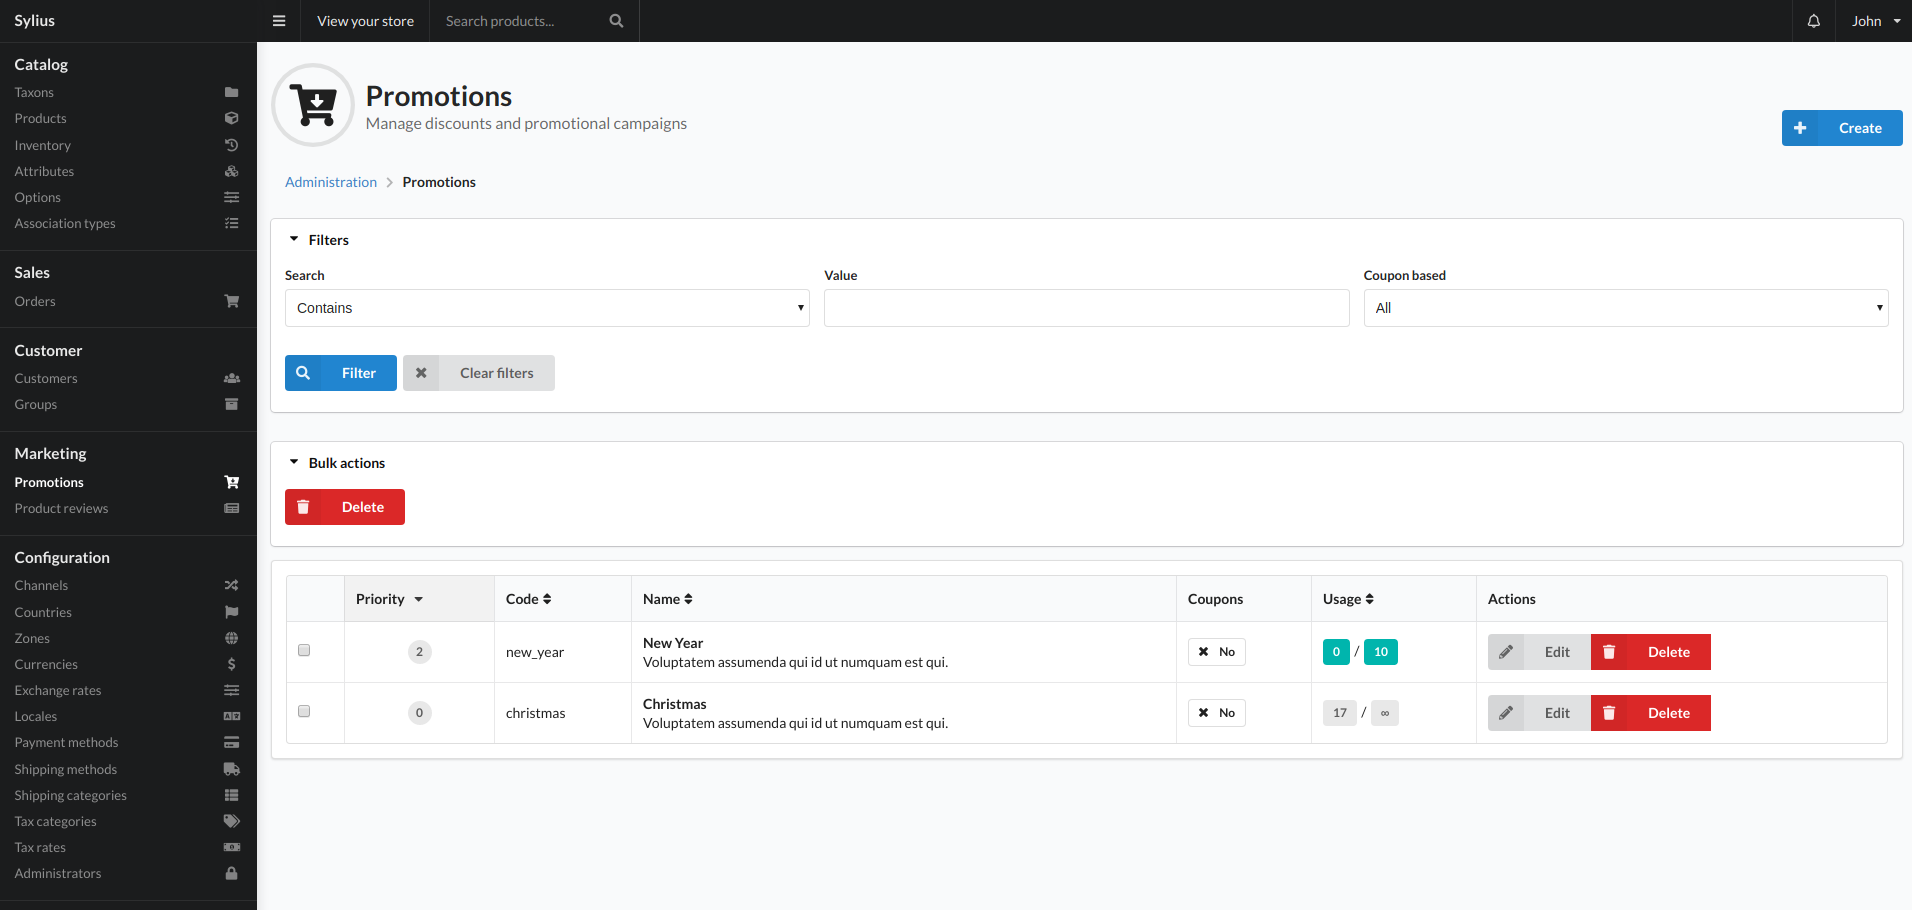 Sylius
View your store
Search products...
John
Catalog
Taxons
Products
Inventory
Attributes
Options
Association types
Sales
Orders
Customer
Customers
Groups
Marketing
Promotions
Product reviews
Configuration
Channels
Countries
Zones
Currencies
Exchange rates
Locales
Payment methods
Shipping methods
Shipping categories
Tax categories
Tax rates
Administrators
Promotions
Manage discounts and promotional campaigns
Create
Administration Promotions
Filters
Search Value Coupon based
Contains All
Filter Clear filters
Bulk actions
Delete
Priority Code Name Coupons Usage Actions
2 new_year New Year No 0 / 10 Edit Delete
Voluptatem assumenda qui id ut numquam est qui.
0 christmas Christmas No 17 / ∞ Edit Delete
Voluptatem assumenda qui id ut numquam est qui.